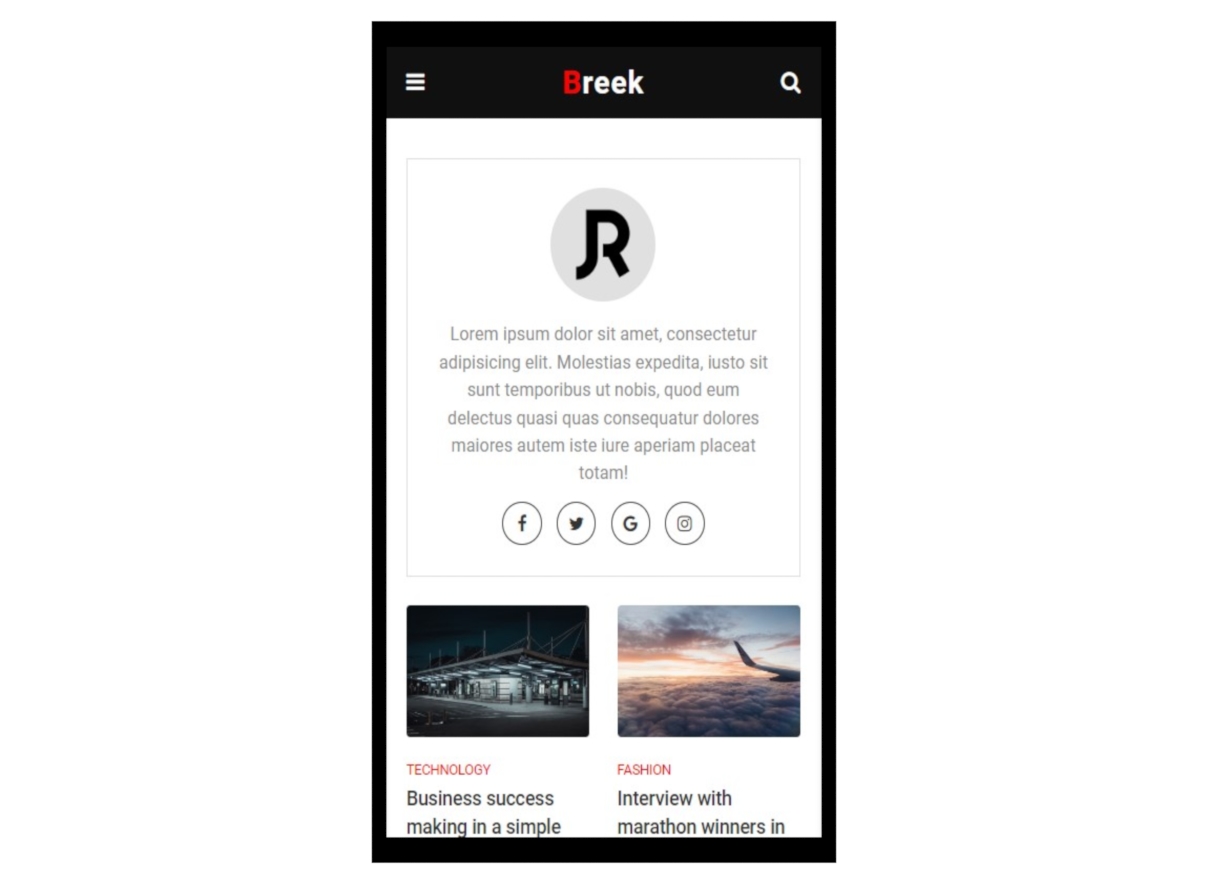 Breek
JR
Lorem ipsum dolor sit amet, consectetur
adipisicing elit. Molestias expedita, iusto sit
sunt temporibus ut nobis, quod eum
delectus quasi quas consequatur dolores
maiores autem iste iure aperiam placeat
totam!
TECHNOLOGY
Business success
making in a simple
FASHION
Interview with
marathon winners in